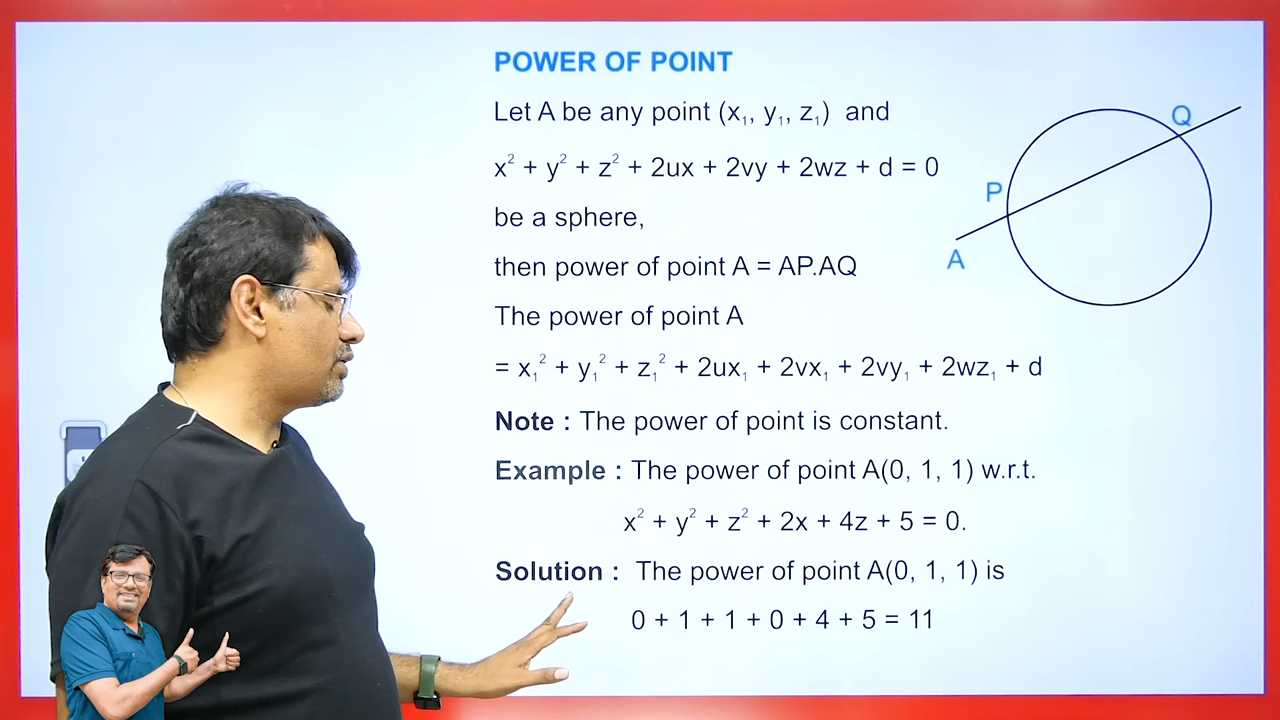 POWER OF POINT
Let A be any point (x₁, y₁, z₁) and
x² + y² + z² + 2ux + 2vy + 2wz + d = 0
be a sphere,
then power of point A = AP.AQ
The power of point A
= x₁² + y₁² + z₁² + 2ux₁ + 2vx₁ + 2vy₁ + 2wz₁ + d
Note : The power of point is constant.
Example : The power of point A(0, 1, 1) w.r.t.
x² + y² + z² + 2x + 4z + 5 = 0.
Solution : The power of point A(0, 1, 1) is
0 + 1 + 1 + 0 + 4 + 5 = 11
Q
P
A